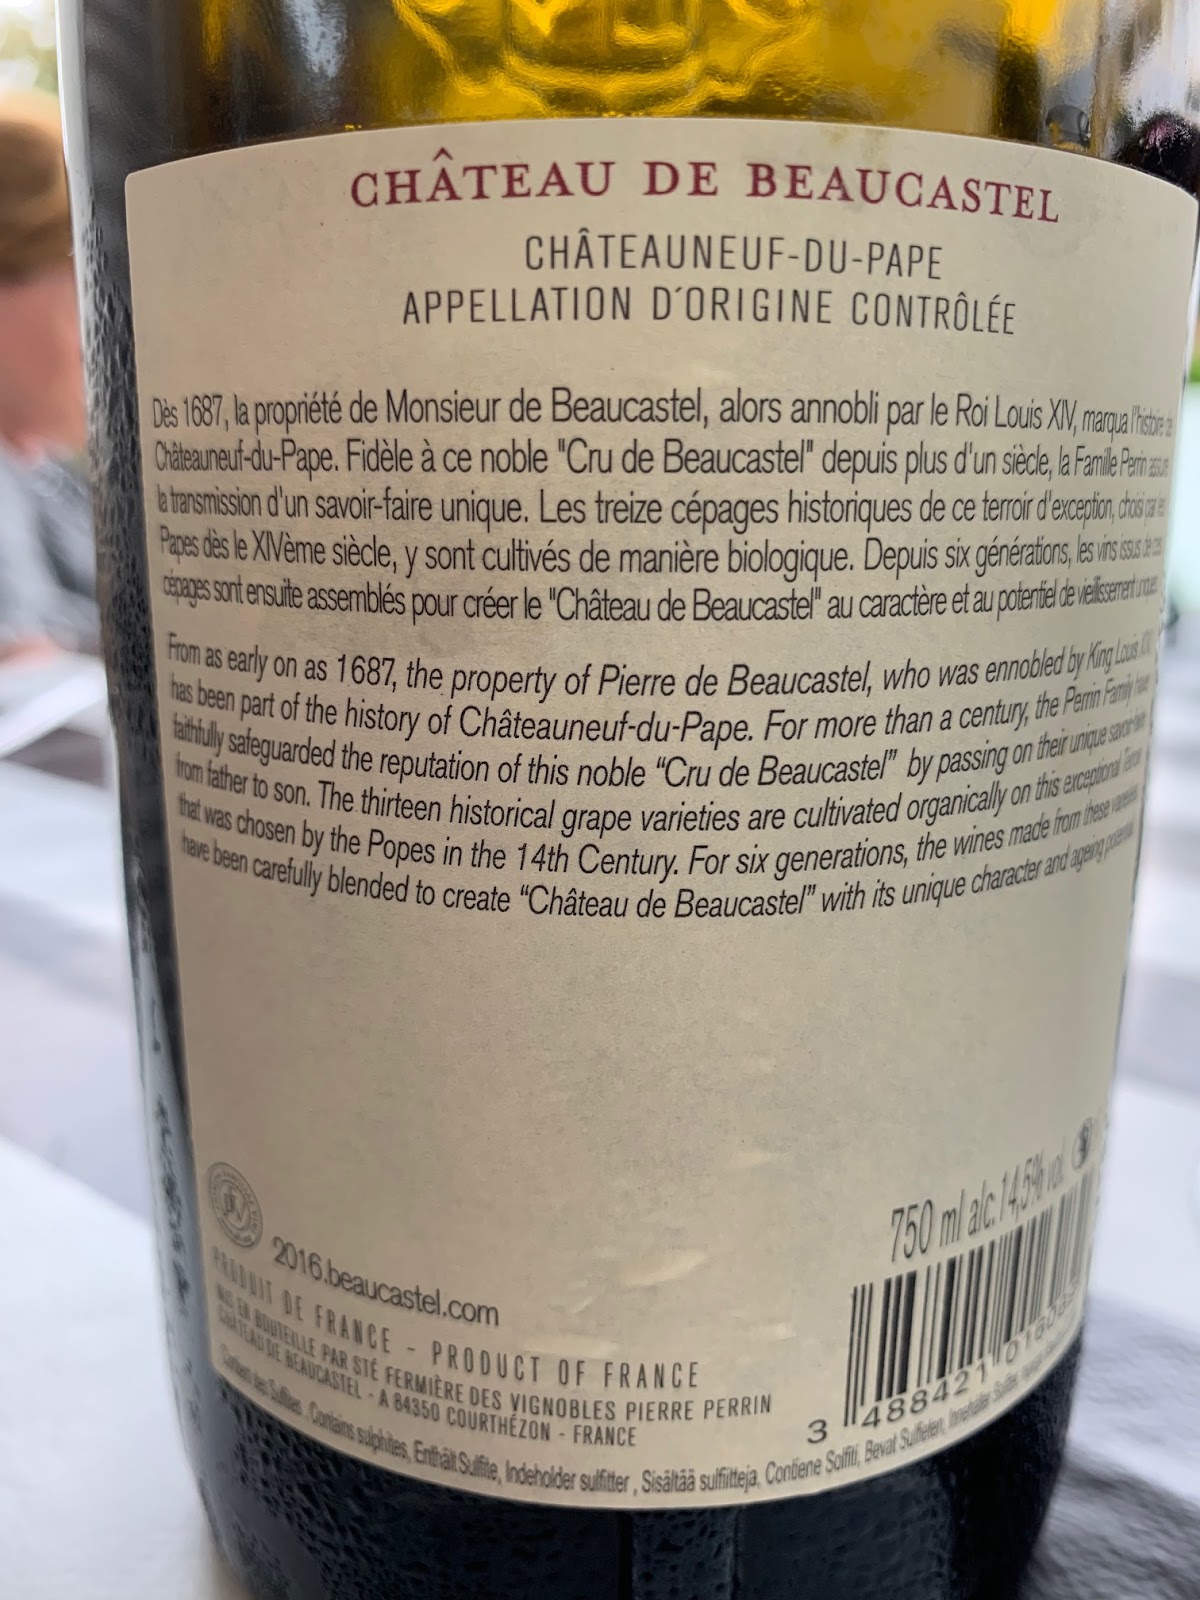 CHÂTEAU DE BEAUCASTEL
CHÂTEAUNEUF-DU-PAPE
APPELLATION D´ORIGINE CONTRÔLÉE
Dès 1687, la propriété de Monsieur de Beaucastel, alors annobli par le Roi Louis XIV, marqua l'histoire de
Châteauneuf-du-Pape. Fidèle à ce noble "Cru de Beaucastel" depuis plus d'un siècle, la Famille Perrin assure
la transmission d'un savoir-faire unique. Les treize cépages historiques de ce terroir d'exception, choisi par les
Papes dès le XIVème siècle, y sont cultivés de manière biologique. Depuis six générations, les vins issus de ces
cépages sont ensuite assemblés pour créer le "Château de Beaucastel" au caractère et au potentiel de vieillissement uniques.
From as early on as 1687, the property of Pierre de Beaucastel, who was ennobled by King Louis XIV,
has been part of the history of Châteauneuf-du-Pape. For more than a century, the Perrin Family have
faithfully safeguarded the reputation of this noble “Cru de Beaucastel” by passing on their unique savoir-faire
from father to son. The thirteen historical grape varieties are cultivated organically on this exceptional Terroir
that was chosen by the Popes in the 14th Century. For six generations, the wines made from these varieties
have been carefully blended to create “Château de Beaucastel” with its unique character and ageing potential.
750 ml alc. 14,5% vol.
2016.beaucastel.com
PRODUIT DE FRANCE - PRODUCT OF FRANCE
MIS EN BOUTEILLE PAR STÉ FERMIÈRE DES VIGNOBLES PIERRE PERRIN
CHÂTEAU DE BEAUCASTEL - A 84350 COURTHÉZON - FRANCE
3 488421 0160
Contient des Sulfites, Contains sulphites, Enthält Sulfite, Indeholder sulfitter, Sisältää sulfiitteja, Contiene Solfiti, Bevat Sulfieten, Innehåller Sulfiter,